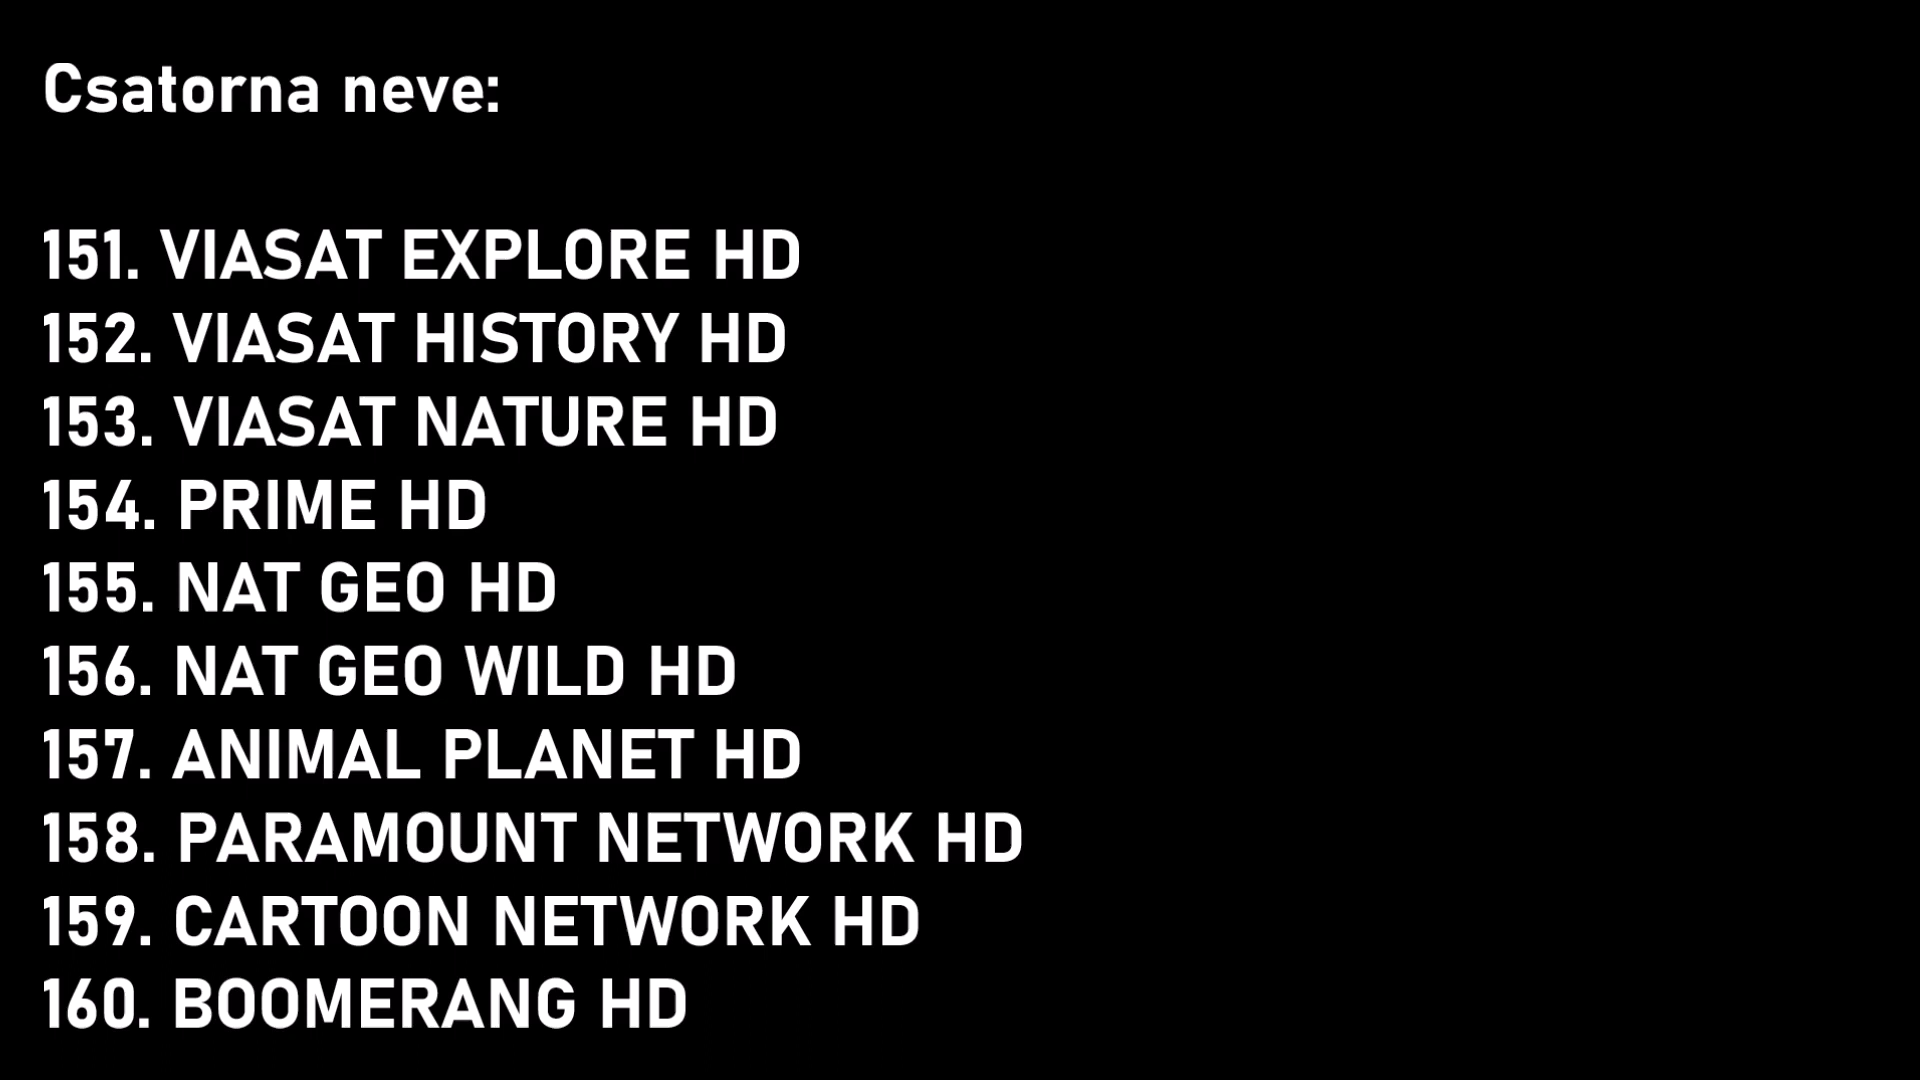 Csatorna neve:
151. VIASAT EXPLORE HD
152. VIASAT HISTORY HD
153. VIASAT NATURE HD
154. PRIME HD
155. NAT GEO HD
156. NAT GEO WILD HD
157. ANIMAL PLANET HD
158. PARAMOUNT NETWORK HD
159. CARTOON NETWORK HD
160. BOOMERANG HD